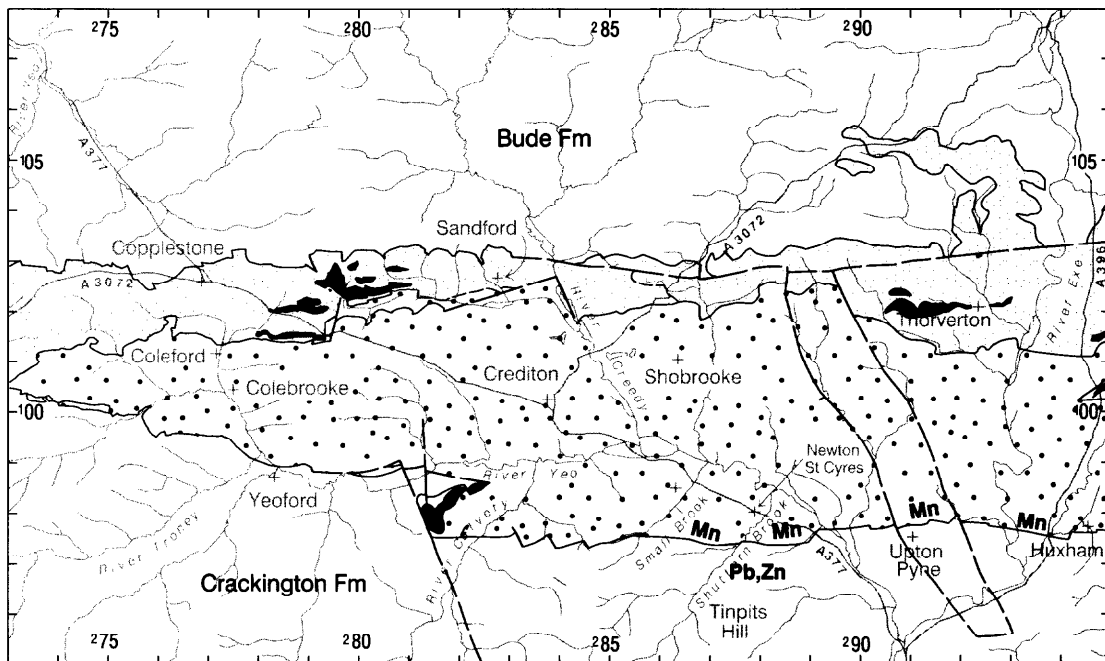 275
280
285
290
River
A377
Bude Fm
105
105
Sandford
A3072
Copplestone
A3072
A396
River Exe
Thorverton
River Creedy
Coleford
Crediton
Shobrooke
Colebrooke
100
100
Newton
St Cyres
River Yeo
Yeoford
Mn
Mn
Mn
Mn
River Troney
Small Brook
Shuttern Brook
A377
Upton
Pyne
Huxham
Pb,Zn
Crackington Fm
Tinpits
Hill
275
280
285
290